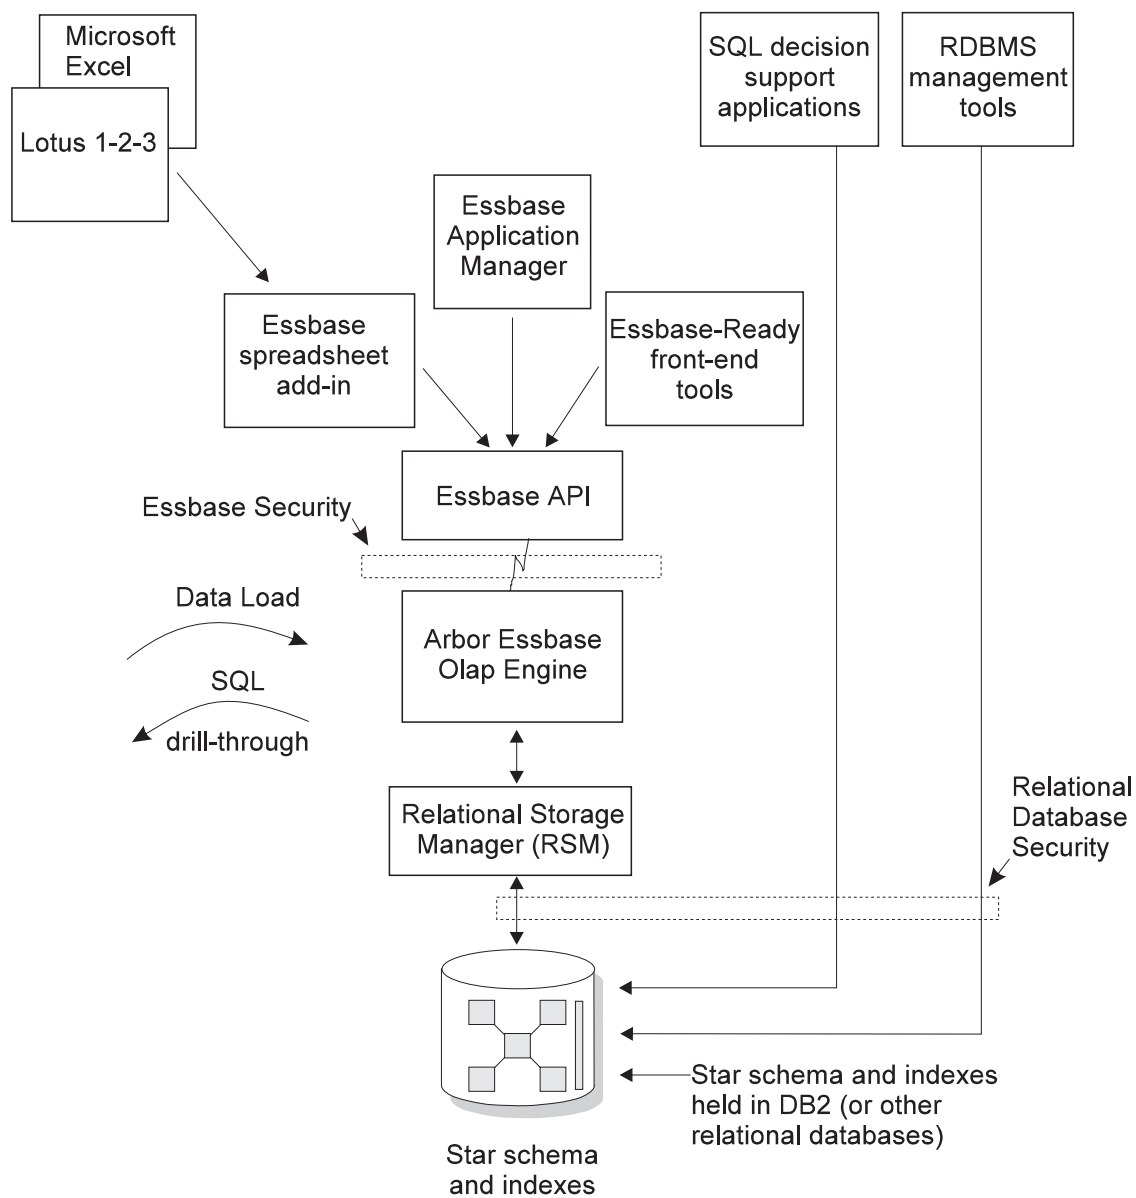 Microsoft
Excel
Lotus 1-2-3
SQL decision
support
applications
RDBMS
management
tools
Essbase
Application
Manager
Essbase
spreadsheet
add-in
Essbase-Ready
front-end
tools
Essbase API
Essbase Security
Data Load
SQL
drill-through
Arbor Essbase
Olap Engine
Relational Storage
Manager (RSM)
Relational
Database
Security
Star schema and indexes
held in DB2 (or other
relational databases)
Star schema
and indexes